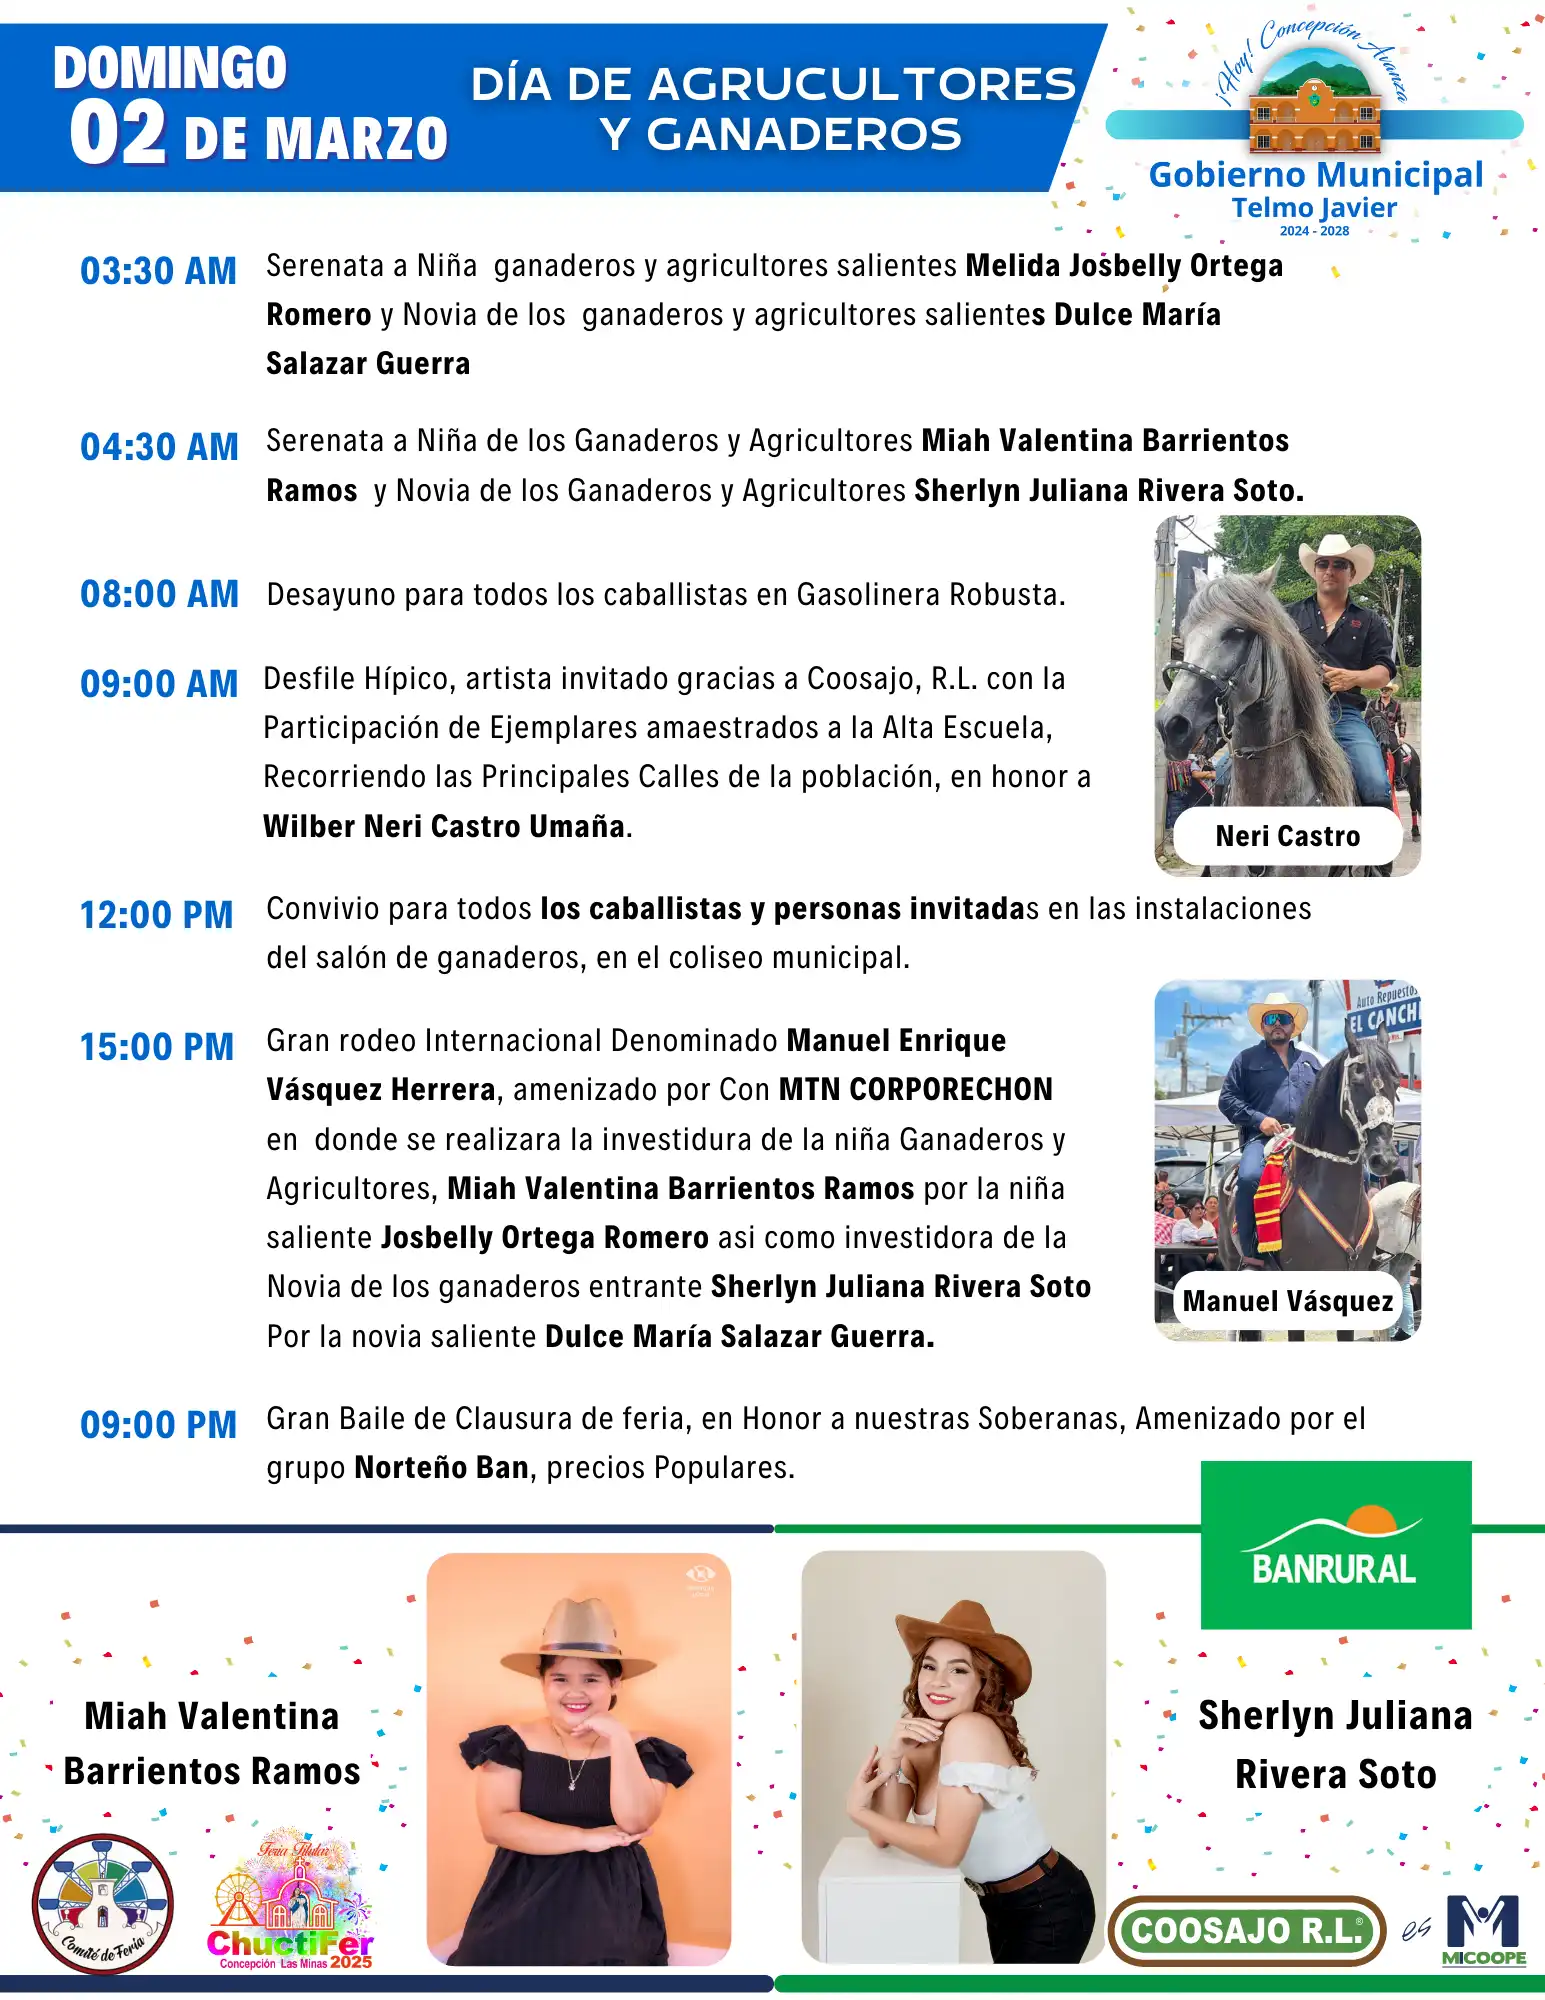 DOMINGO
02 DE MARZO
DÍA DE AGRUCULTORES
Y GANADEROS
¡Hoy! Concepción Avanza
Gobierno Municipal
Telmo Javier
2024 - 2028
03:30 AM
Serenata a Niña ganaderos y agricultores salientes Melida Josbelly Ortega
Romero y Novia de los ganaderos y agricultores salientes Dulce María
Salazar Guerra
04:30 AM
Serenata a Niña de los Ganaderos y Agricultores Miah Valentina Barrientos
Ramos y Novia de los Ganaderos y Agricultores Sherlyn Juliana Rivera Soto.
08:00 AM
Desayuno para todos los caballistas en Gasolinera Robusta.
09:00 AM
Desfile Hípico, artista invitado gracias a Coosajo, R.L. con la
Participación de Ejemplares amaestrados a la Alta Escuela,
Recorriendo las Principales Calles de la población, en honor a
Wilber Neri Castro Umaña.
Neri Castro
12:00 PM
Convivio para todos los caballistas y personas invitadas en las instalaciones
del salón de ganaderos, en el coliseo municipal.
15:00 PM
Gran rodeo Internacional Denominado Manuel Enrique
Vásquez Herrera, amenizado por Con MTN CORPORECHON
en donde se realizara la investidura de la niña Ganaderos y
Agricultores, Miah Valentina Barrientos Ramos por la niña
saliente Josbelly Ortega Romero asi como investidora de la
Novia de los ganaderos entrante Sherlyn Juliana Rivera Soto
Por la novia saliente Dulce María Salazar Guerra.
Auto Repuestos
EL CANCH
Manuel Vásquez
09:00 PM
Gran Baile de Clausura de feria, en Honor a nuestras Soberanas, Amenizado por el
grupo Norteño Ban, precios Populares.
BANRURAL
Miah Valentina
Barrientos Ramos
Sherlyn Juliana
Rivera Soto
Comité de Feria
Feria Titular
ChuctiFer
Concepción Las Minas 2025
COOSAJO R.L.®
es
MICOOPE